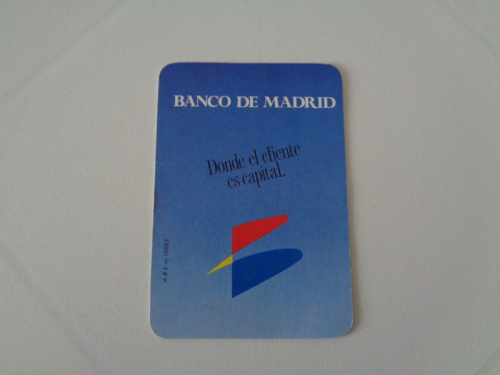 BANCO DE MADRID
Donde el cliente
es capital.